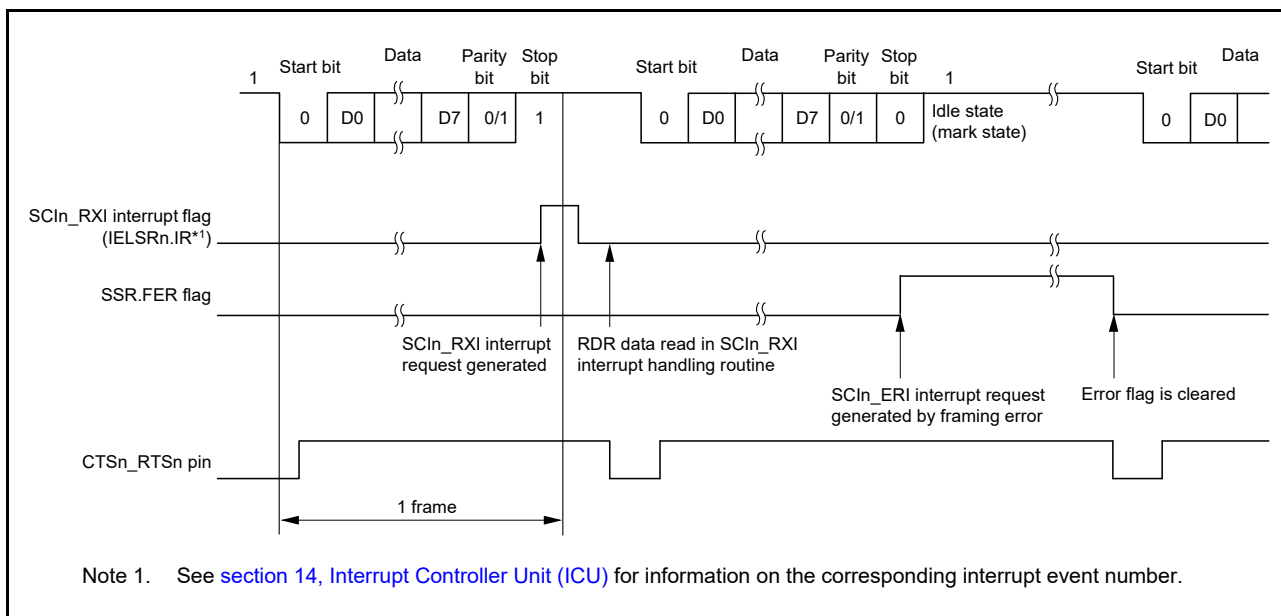 Data Parity Stop Data
1 Start bit bit bit Start bit Data Parity Stop 1 Start bit
bit bit
0 D0 D7 0/1 1 0 D0 D7 0/1 0 Idle state 0 D0
(mark state)
SCIn_RXI interrupt flag
(IELSRn.IR*1)
SSR.FER flag
SCIn_RXI interrupt
request generated
RDR data read in SCIn_RXI
interrupt handling routine
SCIn_ERI interrupt request
generated by framing error
Error flag is cleared
CTSn_RTSn pin
1 frame
Note 1. See section 14, Interrupt Controller Unit (ICU) for information on the corresponding interrupt event number.